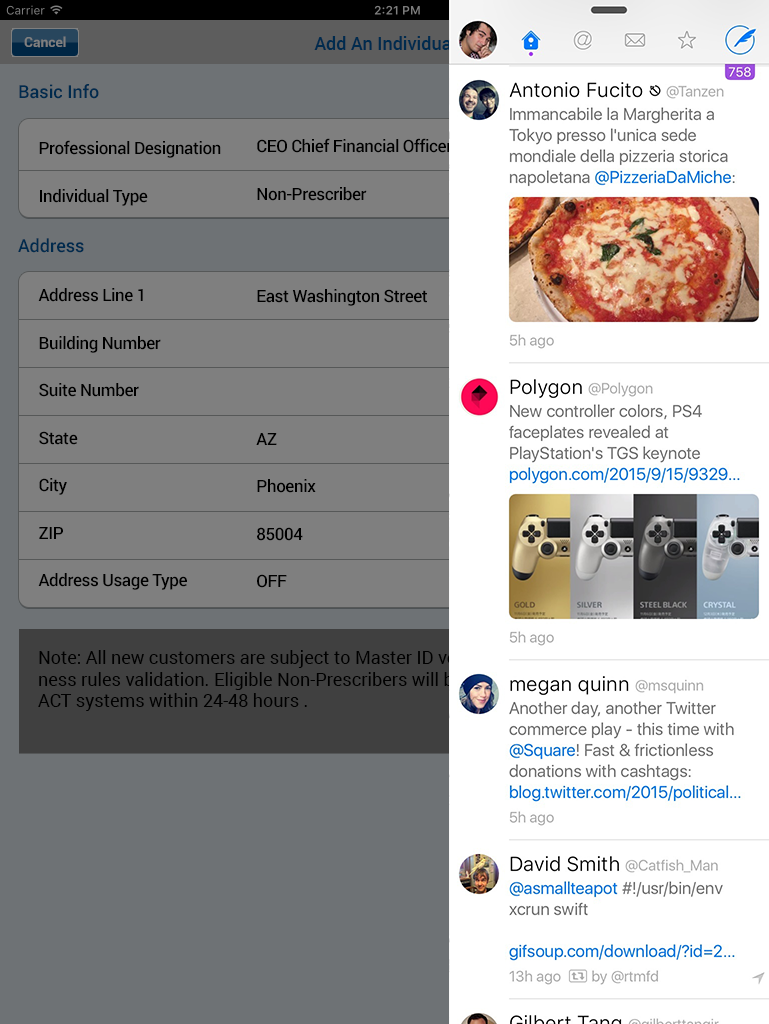 Carrier
2:21 PM
Cancel
Add An Individua
Basic Info
Professional Designation
CEO Chief Financial Officer
Individual Type
Non-Prescriber
Address
Address Line 1
East Washington Street
Building Number
Suite Number
State
AZ
City
Phoenix
ZIP
85004
Address Usage Type
OFF
Note: All new customers are subject to Master ID v
ness rules validation. Eligible Non-Prescribers will b
ACT systems within 24-48 hours .
@
758
Antonio Fucito @Tanzen
Immancabile la Margherita a
Tokyo presso l'unica sede
mondiale della pizzeria storica
napoletana @PizzeriaDaMiche:
5h ago
Polygon @Polygon
New controller colors, PS4
faceplates revealed at
PlayStation's TGS keynote
polygon.com/2015/9/15/9329...
GOLD
SILVER
STEEL BLACK
CRYSTAL
5h ago
megan quinn @msquinn
Another day, another Twitter
commerce play - this time with
@Square! Fast & frictionless
donations with cashtags:
blog.twitter.com/2015/political...
5h ago
David Smith @Catfish_Man
@asmallteapot #!/usr/bin/env
xcrun swift
gifsoup.com/download/?id=2...
13h ago by @rtmfd
Gilbert Tang